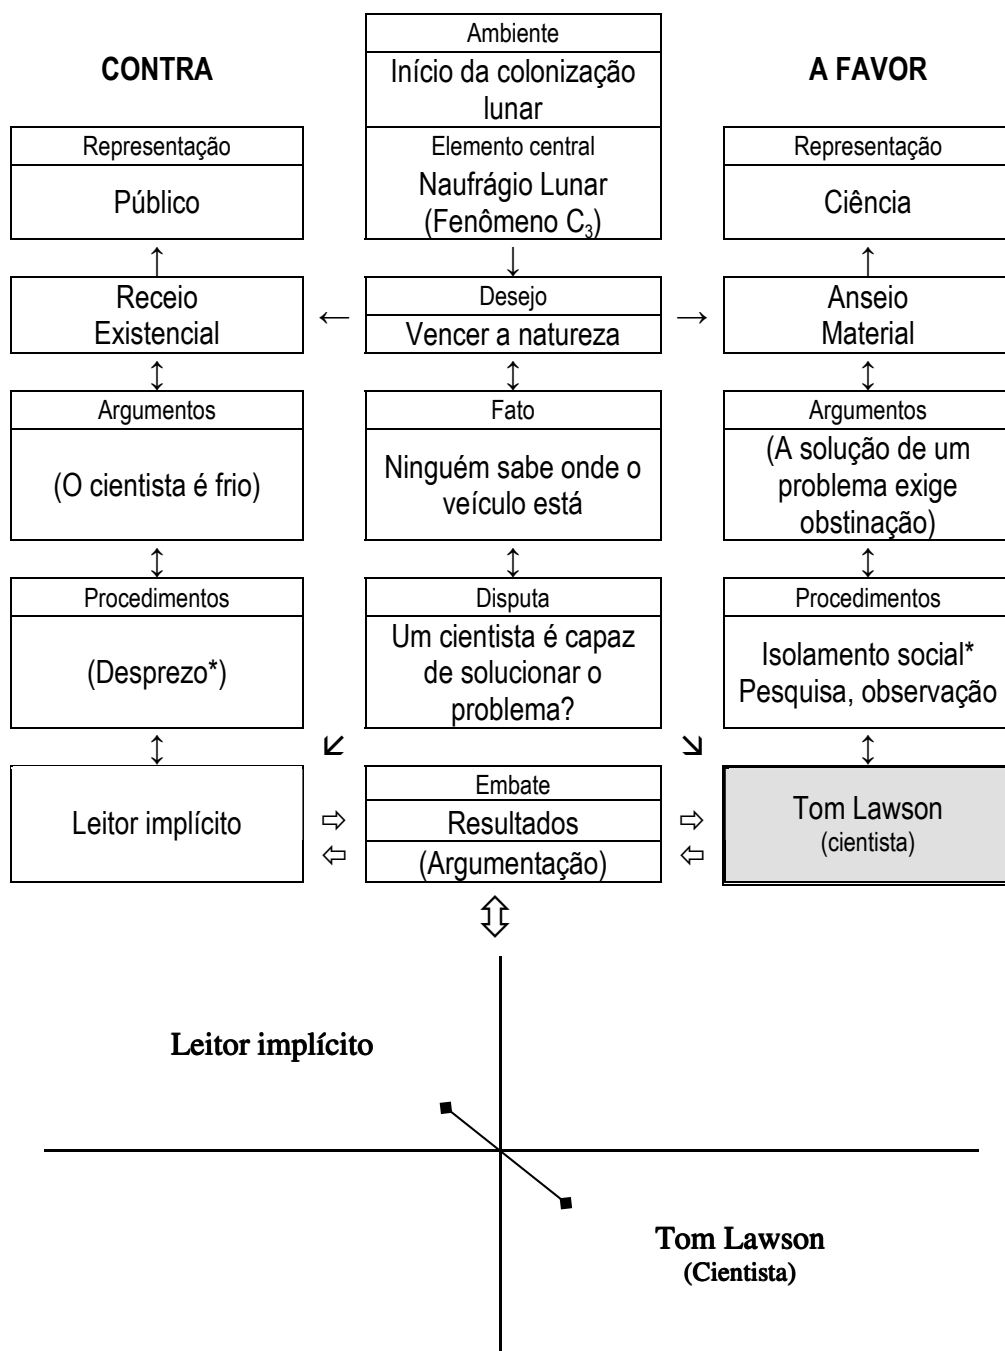 Ambiente
CONTRA
Início da colonização
lunar
A FAVOR
Representação
Público
Elemento central
Naufrágio Lunar
(Fenômeno C₃)
Representação
Ciência
↑
↓
↑
Receio
Existencial
←
Desejo
Vencer a natureza
→
Anseio
Material
↕
↕
↕
Argumentos
(O cientista é frio)
Fato
Ninguém sabe onde o
veículo está
Argumentos
(A solução de um
problema exige
obstinação)
↕
↕
↕
Procedimentos
(Desprezo*)
Disputa
Um cientista é capaz
de solucionar o
problema?
Procedimentos
Isolamento social*
Pesquisa, observação
↕
↕
Leitor implícito
Embate
Resultados
(Argumentação)
Tom Lawson
(cientista)
Leitor implícito
Tom Lawson
(Cientista)